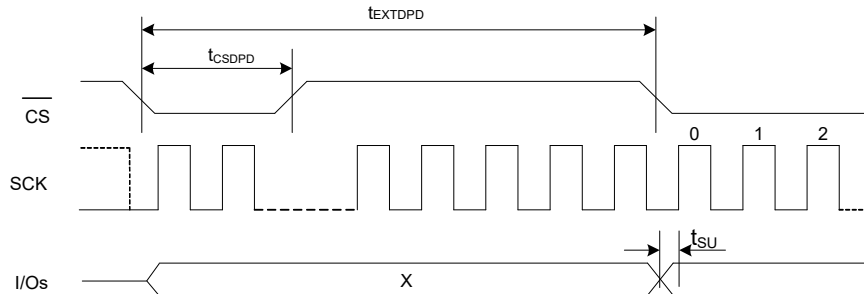 tEXTDPD
tCSDPD
CS
0 1 2
SCK
tSU
I/Os
X